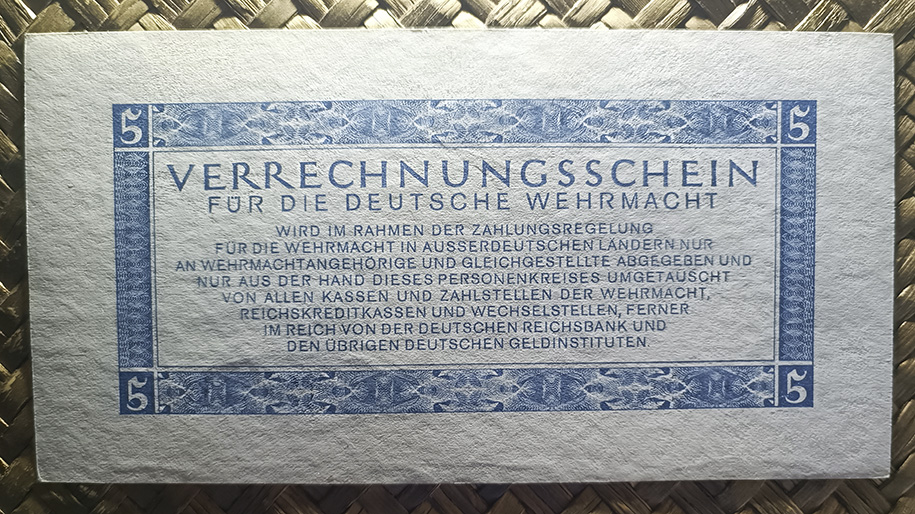 5 5
VERRECHNUNGSSCHEIN
FÜR DIE DEUTSCHE WEHRMACHT
WIRD IM RAHMEN DER ZAHLUNGSREGELUNG
FÜR DIE WEHRMACHT IN AUSSERDEUTSCHEN LÄNDERN NUR
AN WEHRMACHTANGEHÖRIGE UND GLEICHGESTELLTE ABGEGEBEN UND
NUR AUS DER HAND DIESES PERSONENKREISES UMGETAUSCHT
VON ALLEN KASSEN UND ZAHLSTELLEN DER WEHRMACHT,
REICHSKREDITKASSEN UND WECHSELSTELLEN, FERNER
IM REICH VON DER DEUTSCHEN REICHSBANK UND
DEN ÜBRIGEN DEUTSCHEN GELDINSTITUTEN.
5 5